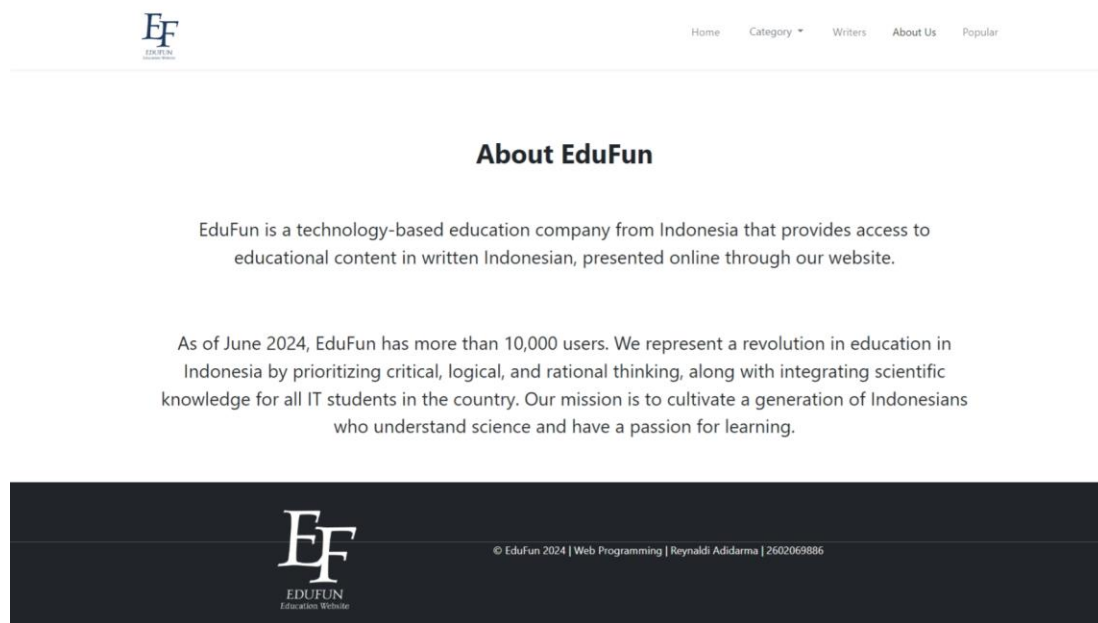 EF
EDUFUN
Education Website
Home Category Writers About Us Popular
About EduFun
EduFun is a technology-based education company from Indonesia that provides access to
educational content in written Indonesian, presented online through our website.
As of June 2024, EduFun has more than 10,000 users. We represent a revolution in education in
Indonesia by prioritizing critical, logical, and rational thinking, along with integrating scientific
knowledge for all IT students in the country. Our mission is to cultivate a generation of Indonesians
who understand science and have a passion for learning.
EF
EDUFUN
Education Website
© EduFun 2024 | Web Programming | Reynaldi Adidarma | 2602069886